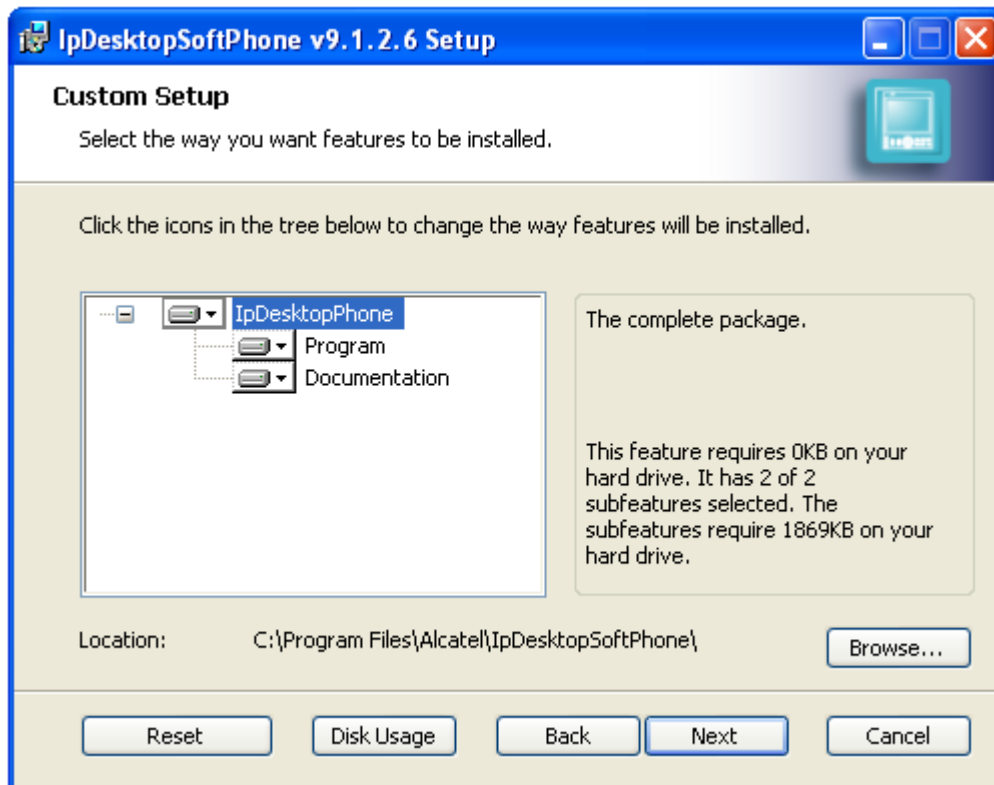 IpDesktopSoftPhone v9.1.2.6 Setup
Custom Setup
Select the way you want features to be installed.
Click the icons in the tree below to change the way features will be installed.
IpDesktopPhone
Program
Documentation
The complete package.
This feature requires 0KB on your
hard drive. It has 2 of 2
subfeatures selected. The
subfeatures require 1869KB on your
hard drive.
Location: C:\Program Files\Alcatel\IpDesktopSoftPhone\
Browse...
Reset Disk Usage Back Next Cancel